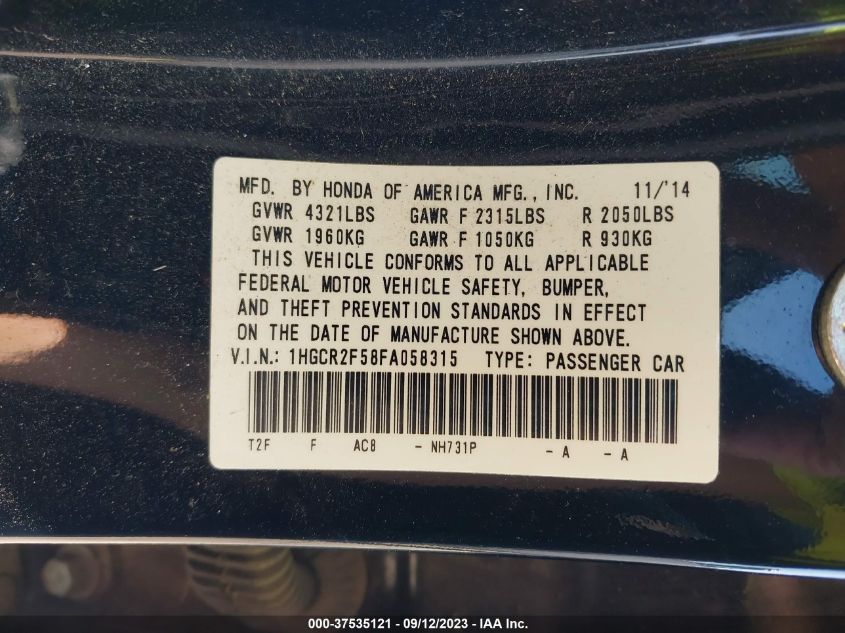 MFD. BY HONDA OF AMERICA MFG., INC. 11/'14
GVWR 4321LBS GAWR F 2315LBS R 2050LBS
GVWR 1960KG GAWR F 1050KG R 930KG
THIS VEHICLE CONFORMS TO ALL APPLICABLE
FEDERAL MOTOR VEHICLE SAFETY, BUMPER,
AND THEFT PREVENTION STANDARDS IN EFFECT
ON THE DATE OF MANUFACTURE SHOWN ABOVE.
V.I.N.: 1HGCR2F58FA058315 TYPE: PASSENGER CAR
T2F F AC8 - NH731P - A - A
000-37535121 - 09/12/2023 - IAA Inc.